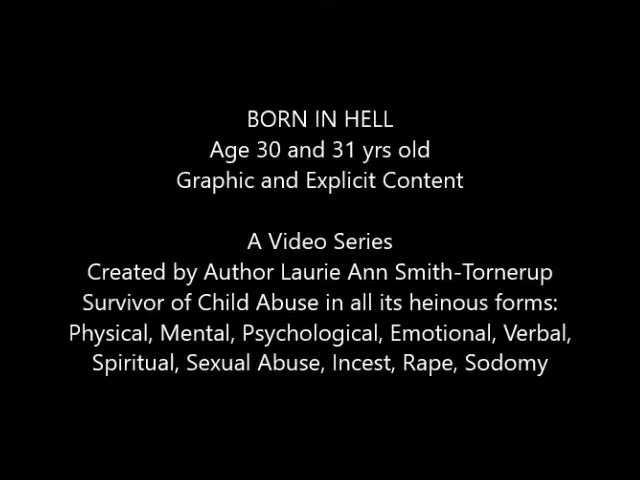 BORN IN HELL
Age 30 and 31 yrs old
Graphic and Explicit Content
A Video Series
Created by Author Laurie Ann Smith-Tornerup
Survivor of Child Abuse in all its heinous forms:
Physical, Mental, Psychological, Emotional, Verbal,
Spiritual, Sexual Abuse, Incest, Rape, Sodomy